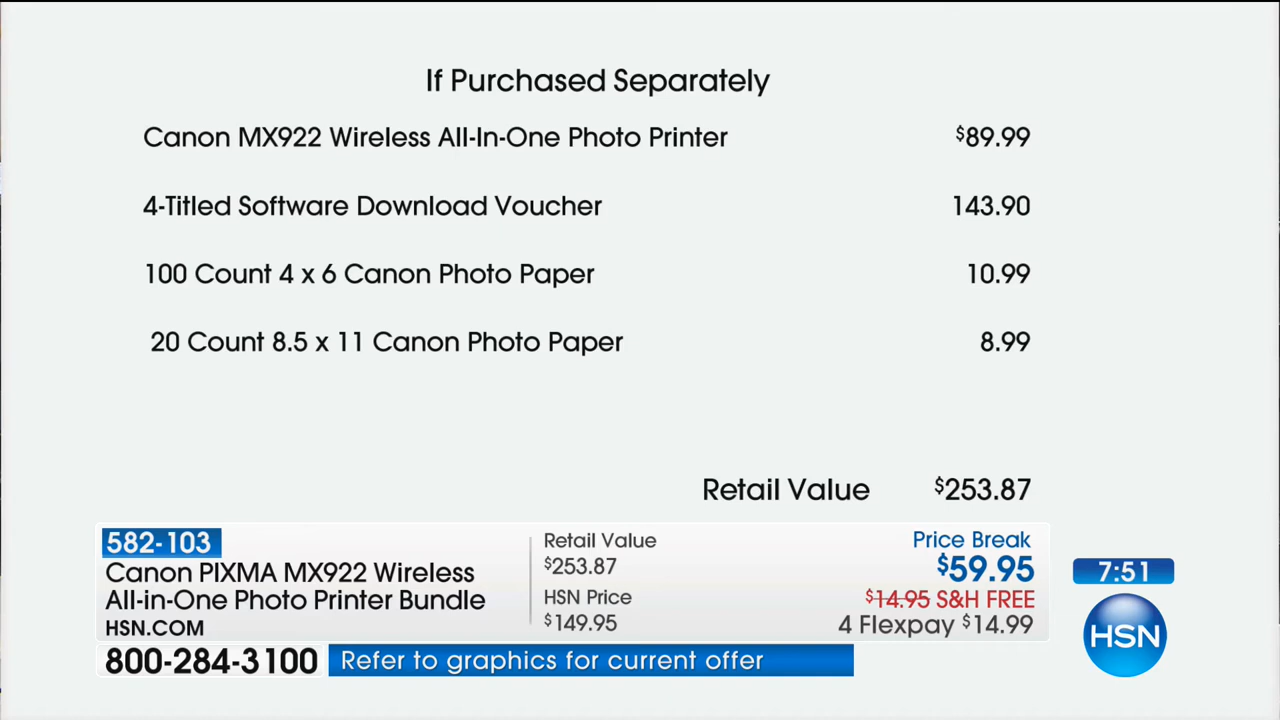 If Purchased Separately
Canon MX922 Wireless All-In-One Photo Printer $89.99
4-Titled Software Download Voucher 143.90
100 Count 4 x 6 Canon Photo Paper 10.99
20 Count 8.5 x 11 Canon Photo Paper 8.99
Retail Value $253.87
582-103
Canon PIXMA MX922 Wireless
All-in-One Photo Printer Bundle
HSN.COM
Retail Value
$253.87
HSN Price
$149.95
Price Break
$59.95
$14.95 S&H FREE
4 Flexpay $14.99
7:51
HSN
800-284-3100 Refer to graphics for current offer